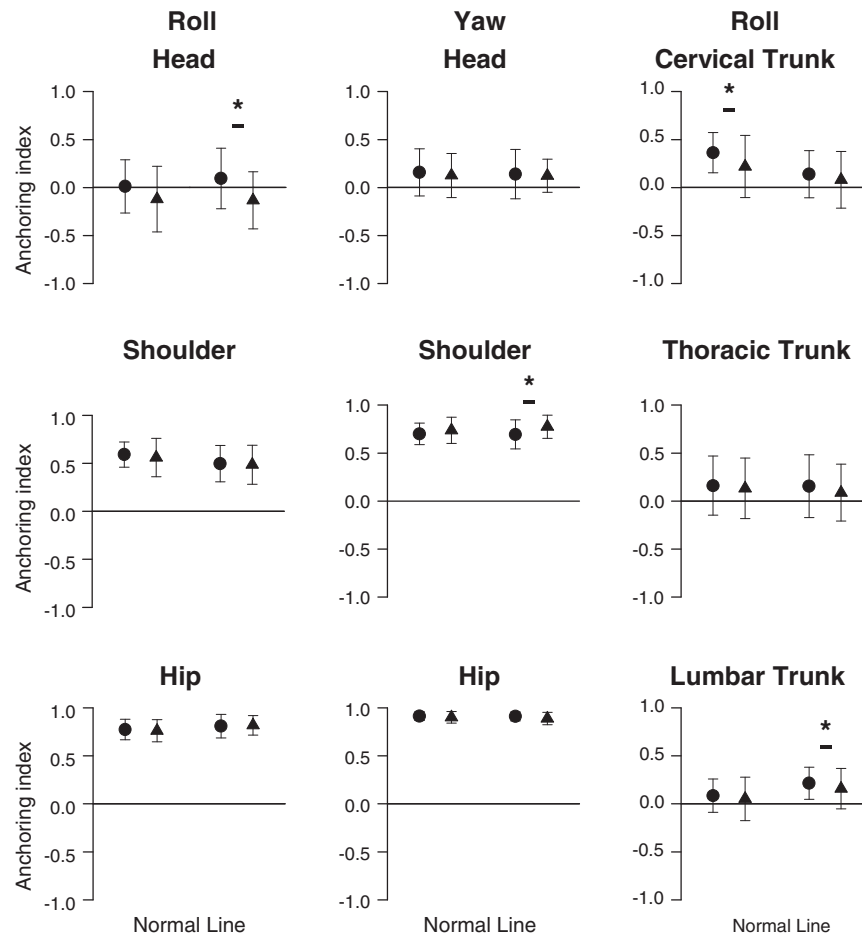 Roll Yaw Roll
Head Head Cervical Trunk
*
*
1.0 1.0 1.0
0.5 0.5 0.5
0.0 0.0 0.0
-0.5 -0.5 -0.5
-1.0 -1.0 -1.0
Anchoring index
Shoulder Shoulder Thoracic Trunk
*
1.0 1.0 1.0
0.5 0.5 0.5
0.0 0.0 0.0
-0.5 -0.5 -0.5
-1.0 -1.0 -1.0
Anchoring index
Hip Hip Lumbar Trunk
*
1.0 1.0 1.0
0.5 0.5 0.5
0.0 0.0 0.0
-0.5 -0.5 -0.5
-1.0 -1.0 -1.0
Anchoring index
Normal Line Normal Line Normal Line